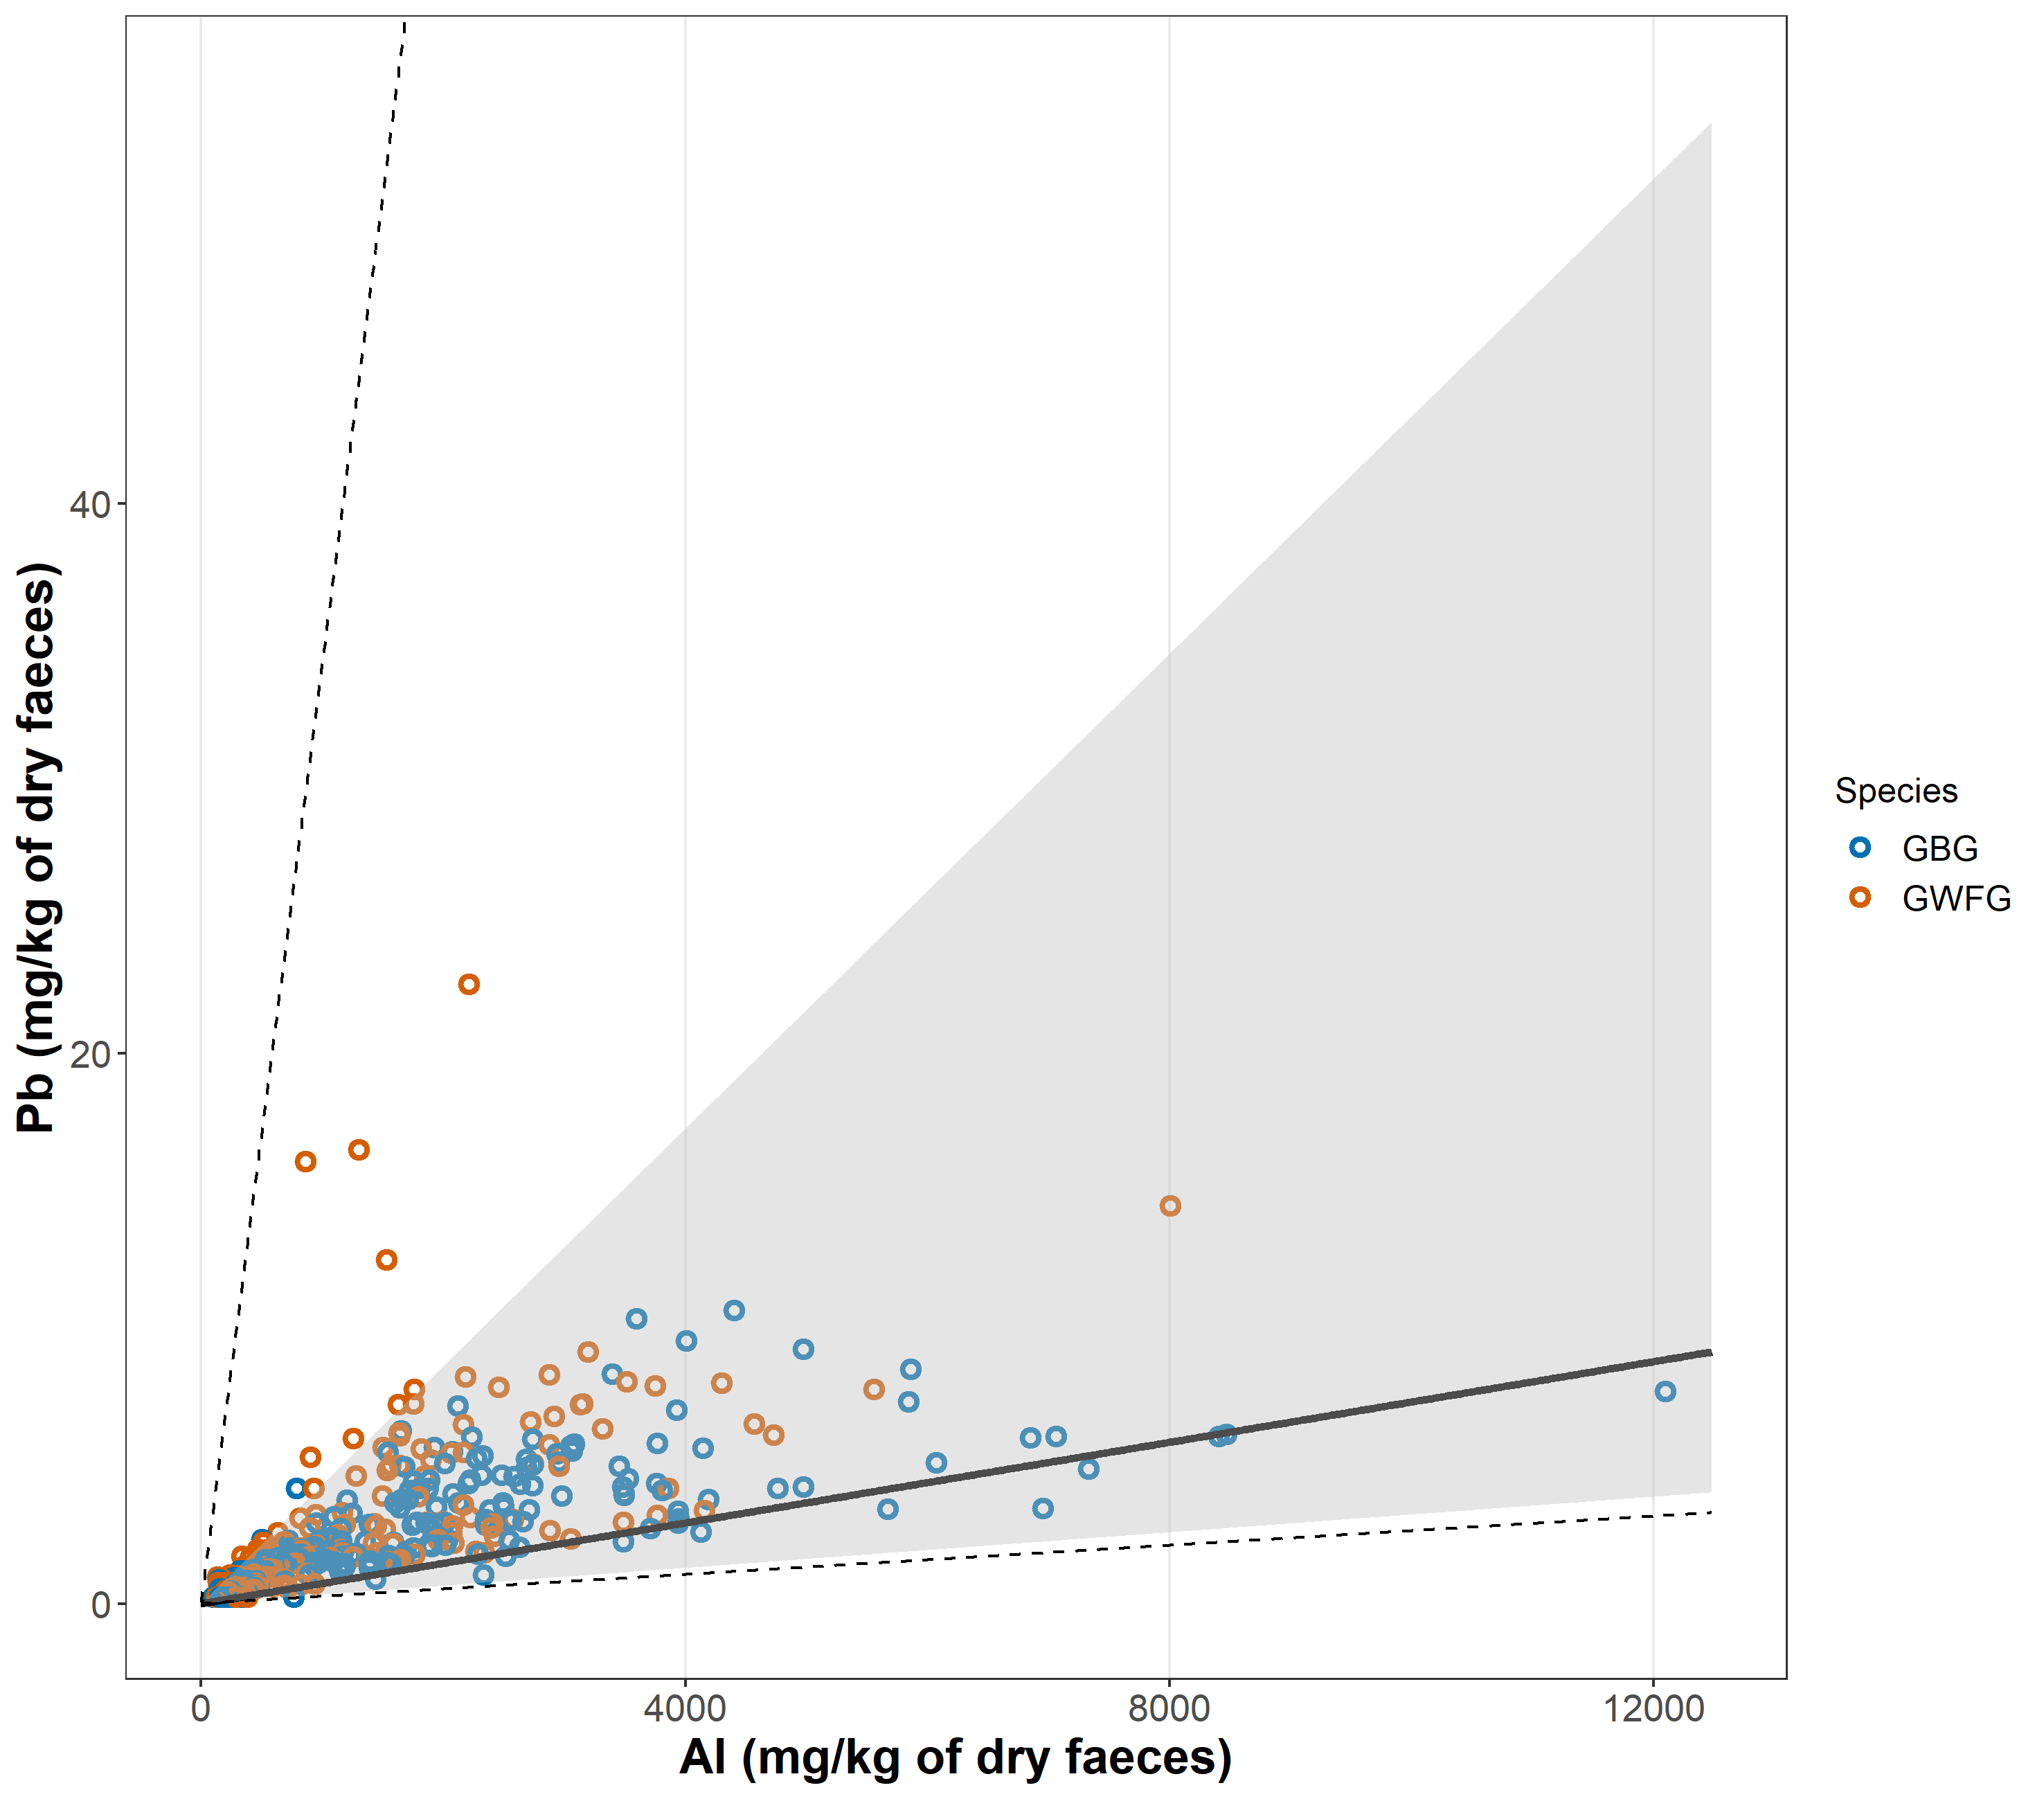 Pb (mg/kg of dry faeces)
40
20
0
0 4000 8000 12000
Al (mg/kg of dry faeces)
Species
GBG
GWFG